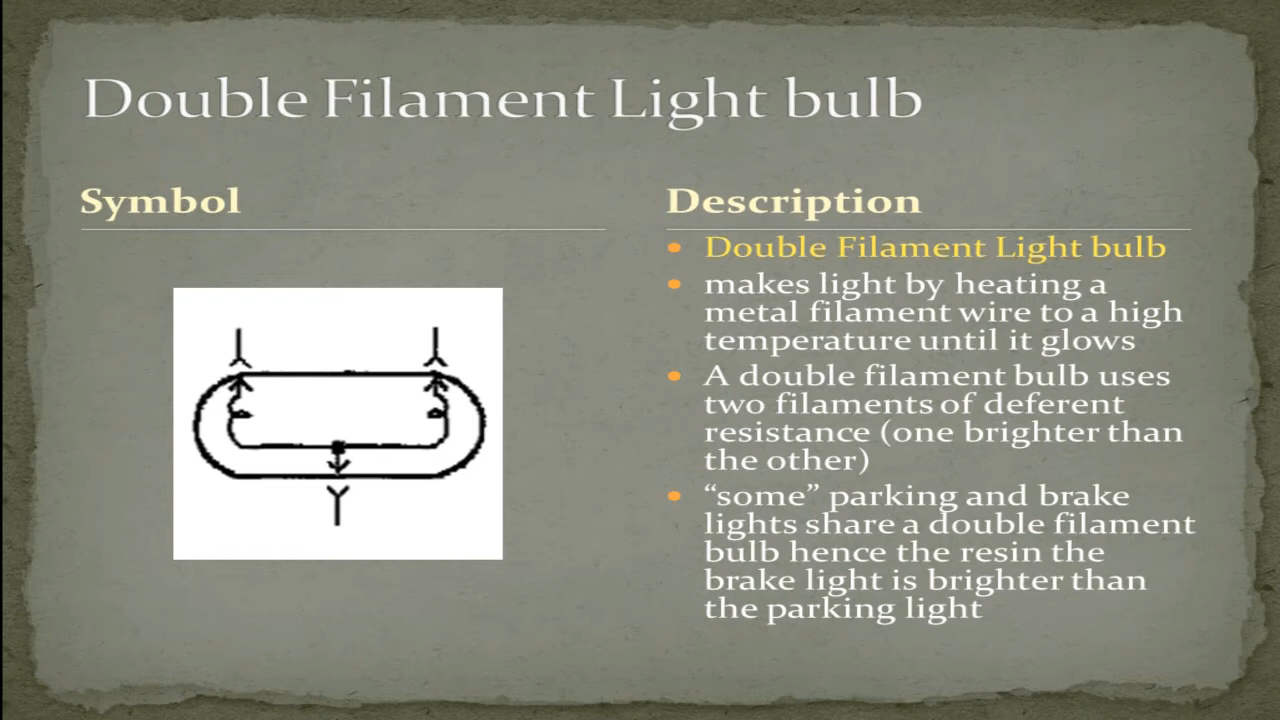 Double Filament Light bulb
Symbol
Description
Double Filament Light bulb
makes light by heating a
metal filament wire to a high
temperature until it glows
A double filament bulb uses
two filaments of deferent
resistance (one brighter than
the other)
“some” parking and brake
lights share a double filament
bulb hence the resin the
brake light is brighter than
the parking light